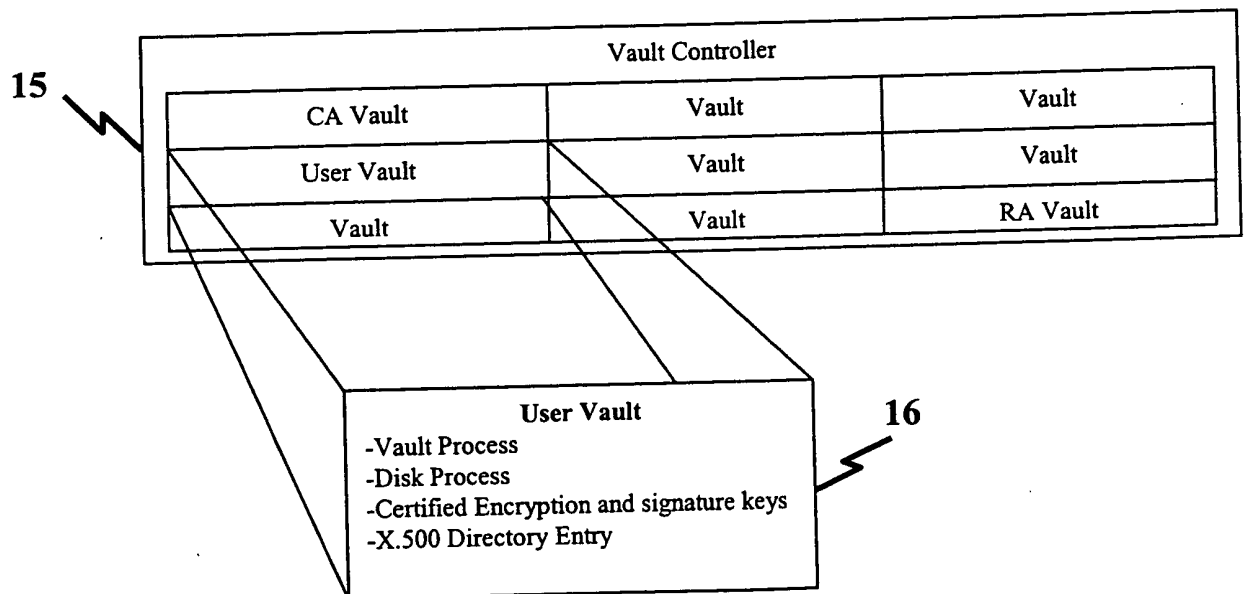 Vault Controller
15
CA Vault Vault Vault
User Vault Vault Vault
Vault Vault RA Vault
User Vault
16
-Vault Process
-Disk Process
-Certified Encryption and signature keys
-X.500 Directory Entry